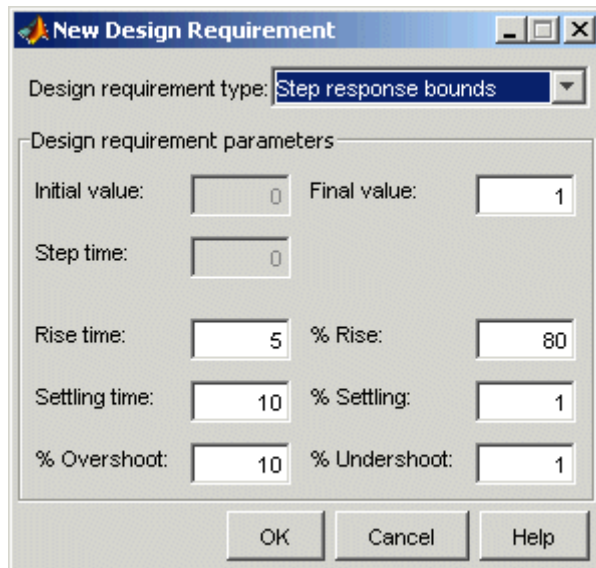 New Design Requirement
Design requirement type: Step response bounds
Design requirement parameters
Initial value: 0 Final value: 1
Step time: 0
Rise time: 5 % Rise: 80
Settling time: 10 % Settling: 1
% Overshoot: 10 % Undershoot: 1
OK Cancel Help